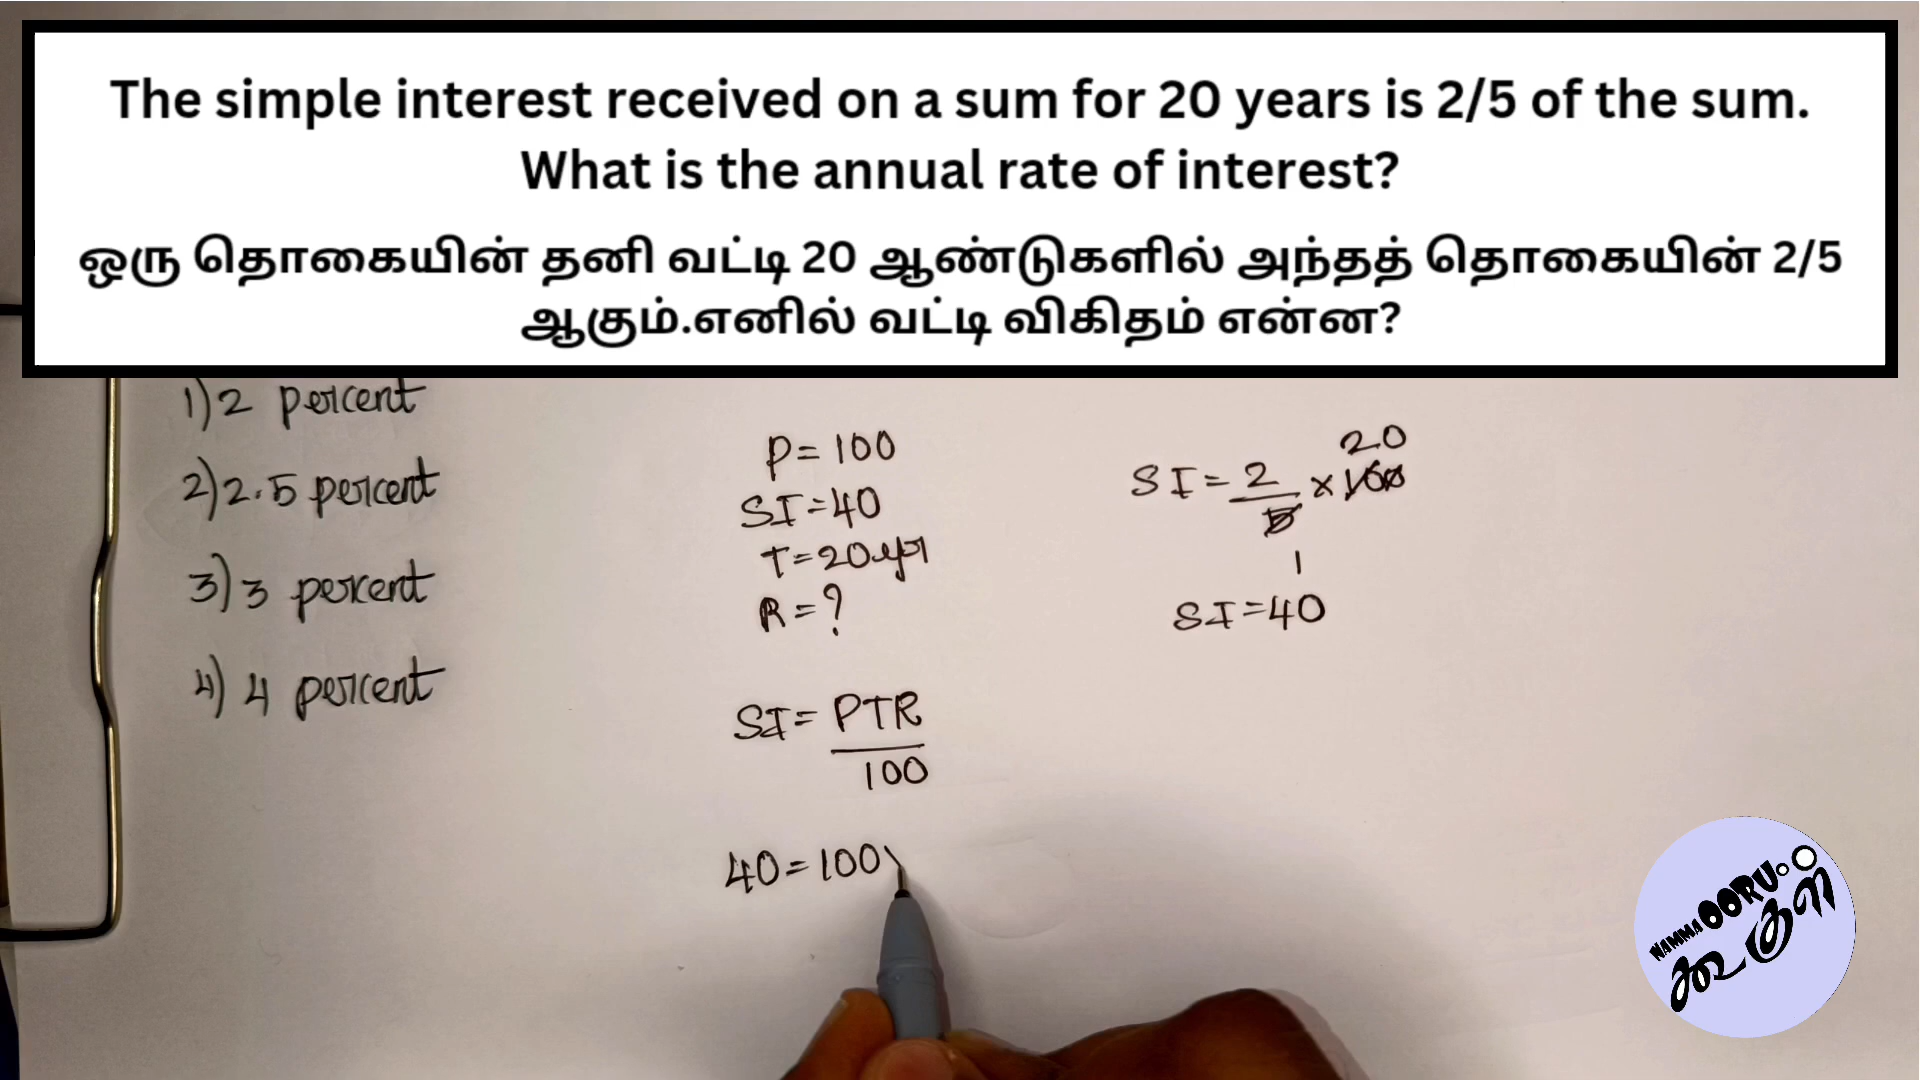 The simple interest received on a sum for 20 years is 2/5 of the sum.
What is the annual rate of interest?
ஒரு தொகையின் தனி வட்டி 20 ஆண்டுகளில் அந்தத் தொகையின் 2/5
ஆகும்.எனில் வட்டி விகிதம் என்ன?
1) 2 percent
2) 2.5 percent
3) 3 percent
4) 4 percent
P = 100
SI = 40
T = 20 yr
R = ?
SI = PTR
100
40 = 100
20
SI = 2 × 100
5
1
SI = 40
NAMMA OORU
கூகுள்